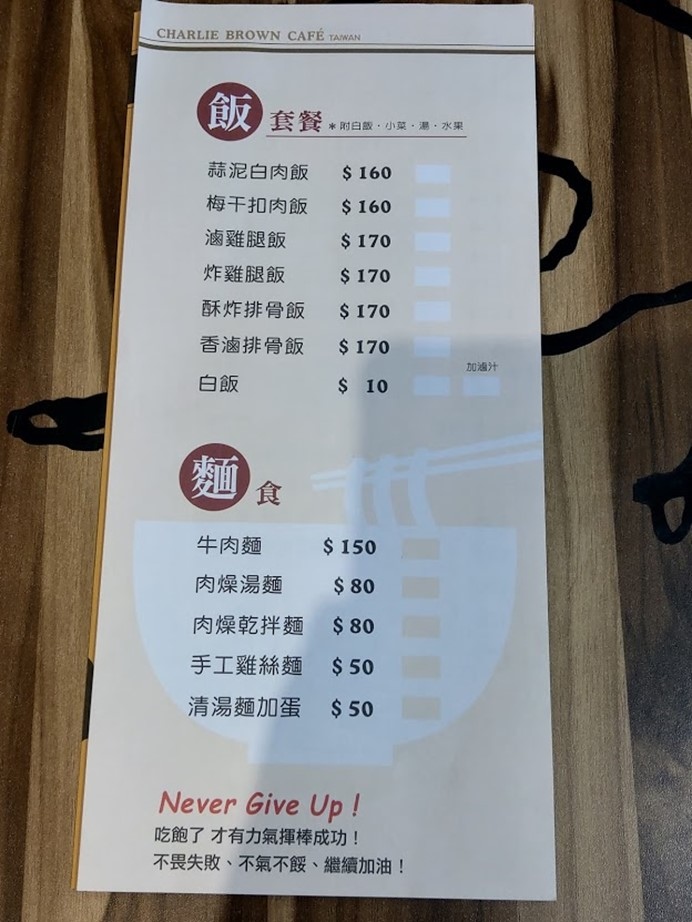 CHARLIE BROWN CAFÉ TAIWAN
飯 套餐 *附白飯・小菜・湯・水果
蒜泥白肉飯 $ 160
梅干扣肉飯 $ 160
滷雞腿飯 $ 170
炸雞腿飯 $ 170
酥炸排骨飯 $ 170
香滷排骨飯 $ 170
加滷汁
白飯 $ 10
麵 食
牛肉麵 $ 150
肉燥湯麵 $ 80
肉燥乾拌麵 $ 80
手工雞絲麵 $ 50
清湯麵加蛋 $ 50
Never Give Up !
吃飽了 才有力氣揮棒成功！
不畏失敗、不氣不餒、繼續加油！